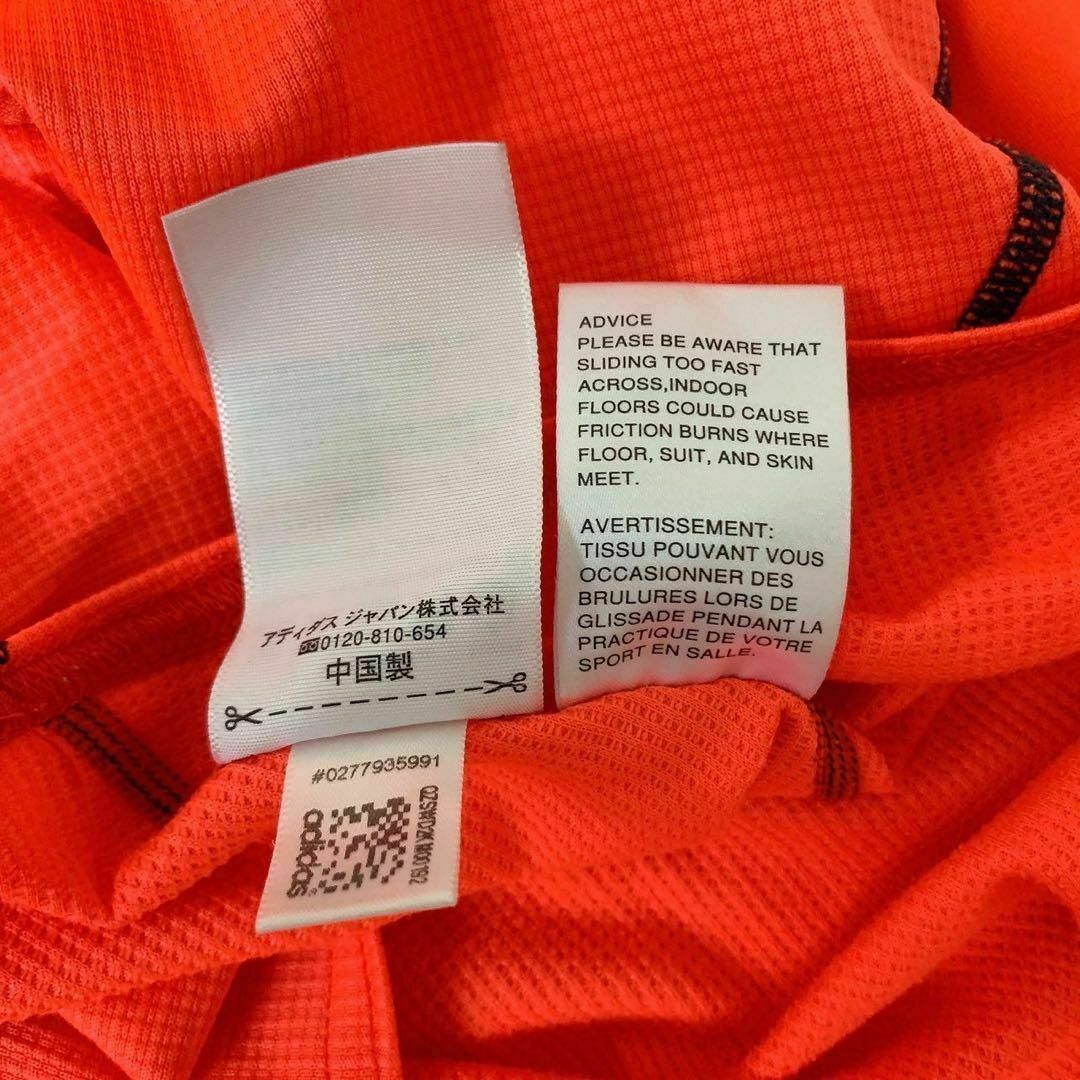 アディダス ジャパン株式会社
0120-810-654
中国製
#0277935991
adidas
ADVICE
PLEASE BE AWARE THAT
SLIDING TOO FAST
ACROSS,INDOOR
FLOORS COULD CAUSE
FRICTION BURNS WHERE
FLOOR, SUIT, AND SKIN
MEET.
AVERTISSEMENT:
TISSU POUVANT VOUS
OCCASIONNER DES
BRULURES LORS DE
GLISSADE PENDANT LA
PRACTIQUE DE VOTRE
SPORT EN SALLE.